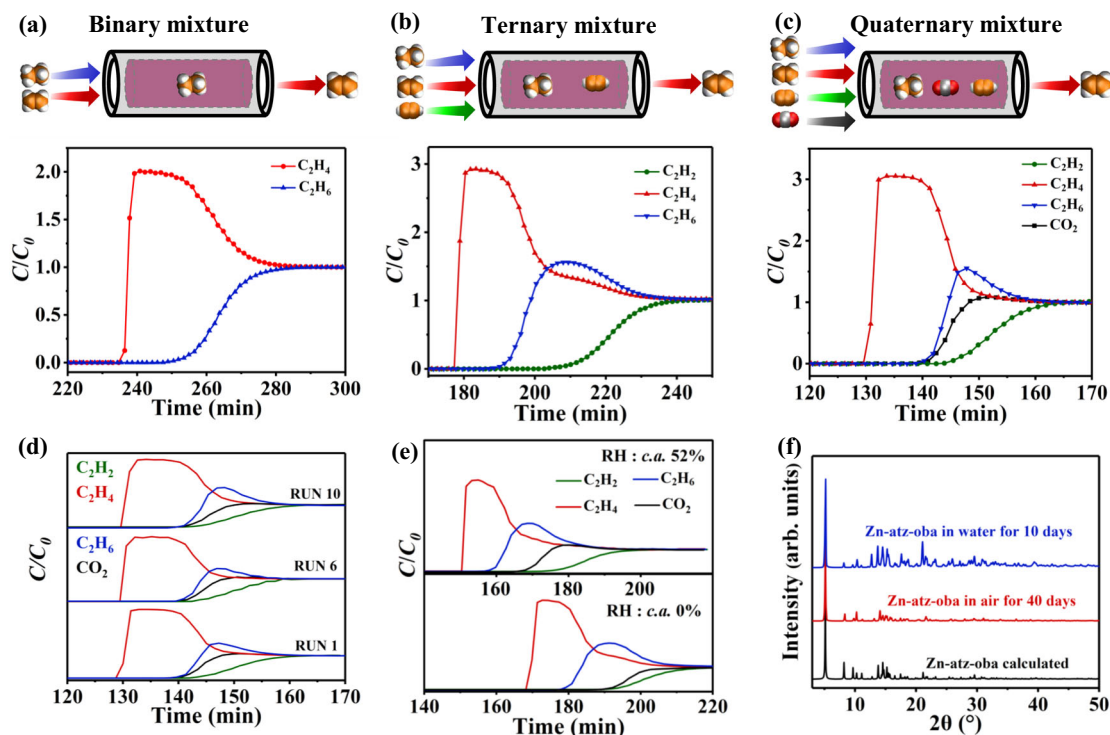 (a) Binary mixture
(b) Ternary mixture
(c) Quaternary mixture
C/C₀
2.0
1.5
1.0
0.5
0.0
C₂H₄
C₂H₆
220 240 260 280 300
Time (min)
C/C₀
3
2
1
0
C₂H₂
C₂H₄
C₂H₆
180 200 220 240
Time (min)
C/C₀
3
2
1
0
C₂H₂
C₂H₄
C₂H₆
CO₂
120 130 140 150 160 170
Time (min)
(d)
C/C₀
C₂H₂
C₂H₄
RUN 10
C₂H₆
CO₂
RUN 6
RUN 1
120 130 140 150 160 170
Time (min)
(e)
RH : c.a. 52%
C₂H₂ C₂H₆
C₂H₄ CO₂
160 180 200
RH : c.a. 0%
140 160 180 200 220
Time (min)
(f)
Intensity (arb. units)
Zn-atz-oba in water for 10 days
Zn-atz-oba in air for 40 days
Zn-atz-oba calculated
10 20 30 40 50
2θ (°)